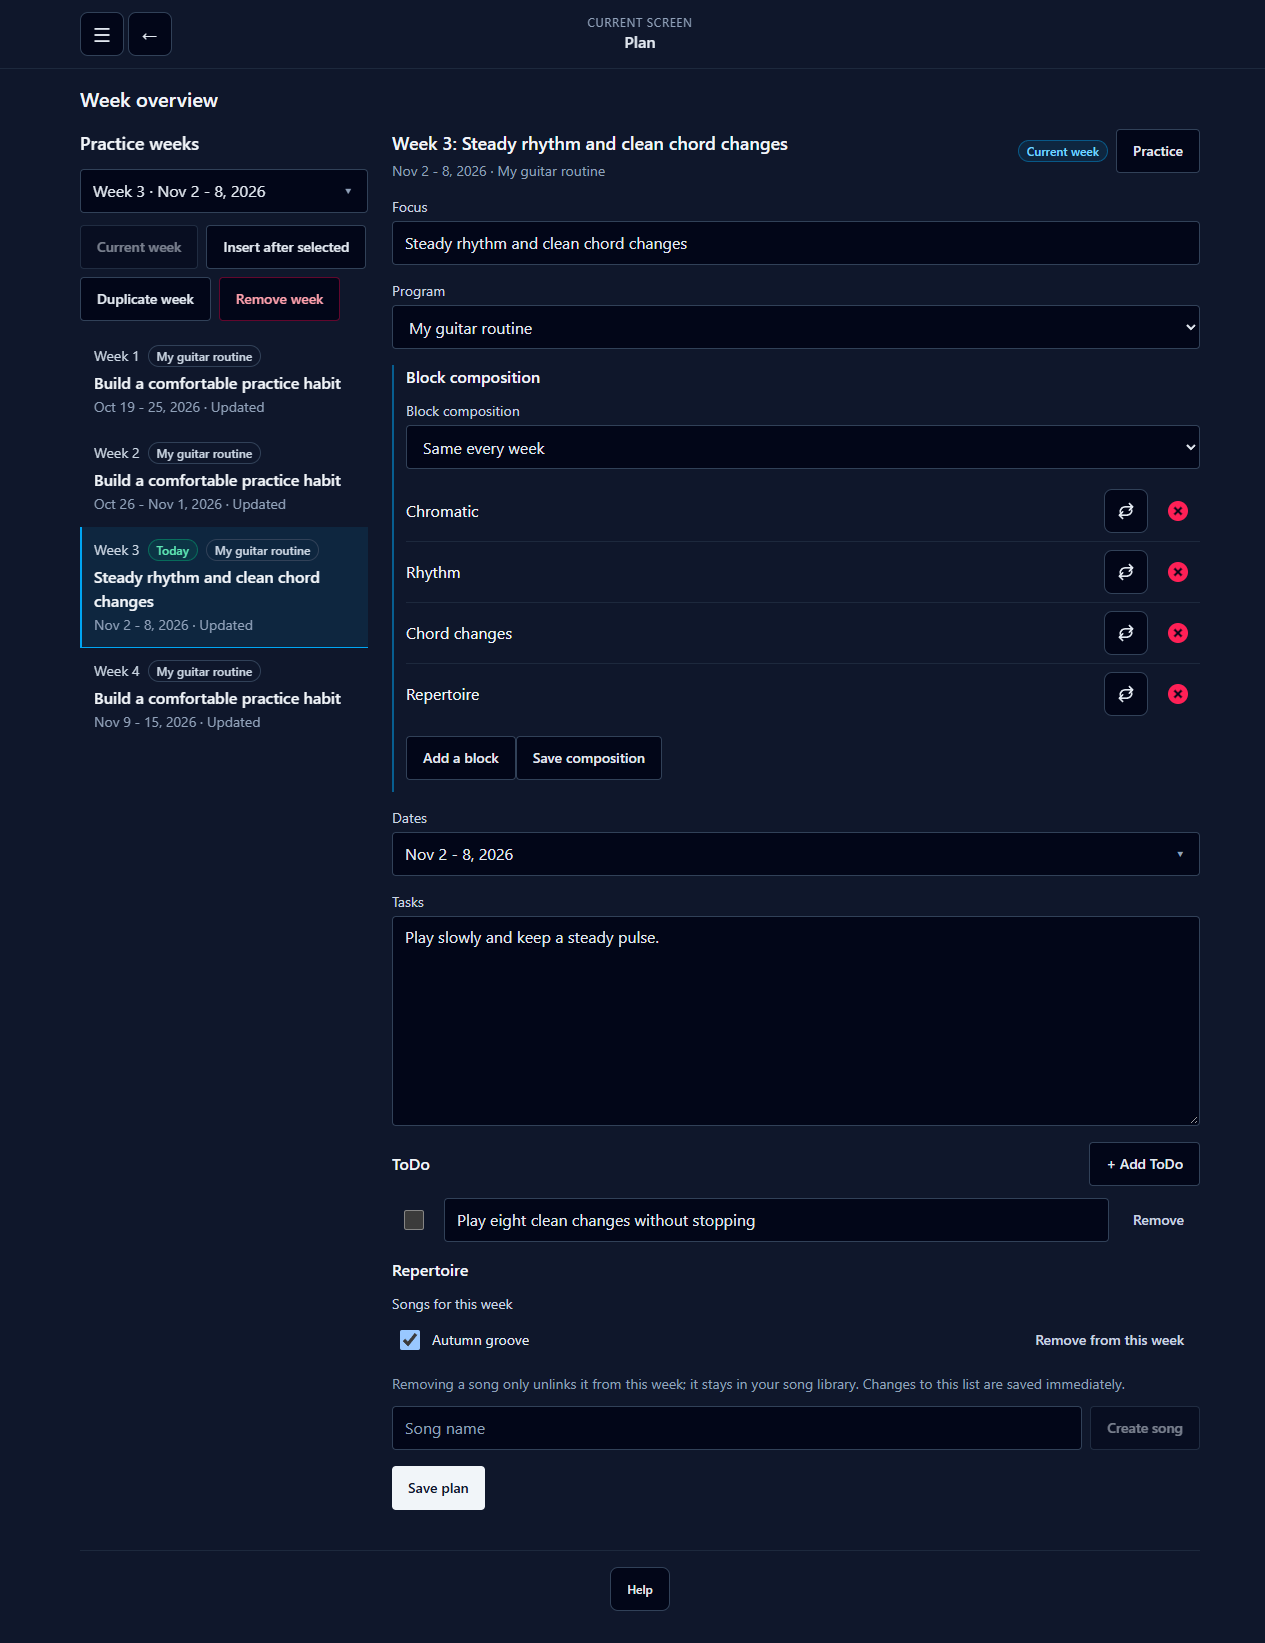 CURRENT SCREEN
Plan
Week overview
Practice weeks
Week 3 · Nov 2 - 8, 2026
Current week
Insert after selected
Duplicate week
Remove week
Week 1 My guitar routine
Build a comfortable practice habit
Oct 19 - 25, 2026 · Updated
Week 2 My guitar routine
Build a comfortable practice habit
Oct 26 - Nov 1, 2026 · Updated
Week 3 Today My guitar routine
Steady rhythm and clean chord
changes
Nov 2 - 8, 2026 · Updated
Week 4 My guitar routine
Build a comfortable practice habit
Nov 9 - 15, 2026 · Updated
Week 3: Steady rhythm and clean chord changes
Nov 2 - 8, 2026 · My guitar routine
Current week
Practice
Focus
Steady rhythm and clean chord changes
Program
My guitar routine
Block composition
Block composition
Same every week
Chromatic
Rhythm
Chord changes
Repertoire
Add a block
Save composition
Dates
Nov 2 - 8, 2026
Tasks
Play slowly and keep a steady pulse.
ToDo
+ Add ToDo
Play eight clean changes without stopping
Remove
Repertoire
Songs for this week
Autumn groove
Remove from this week
Removing a song only unlinks it from this week; it stays in your song library. Changes to this list are saved immediately.
Song name
Create song
Save plan
Help